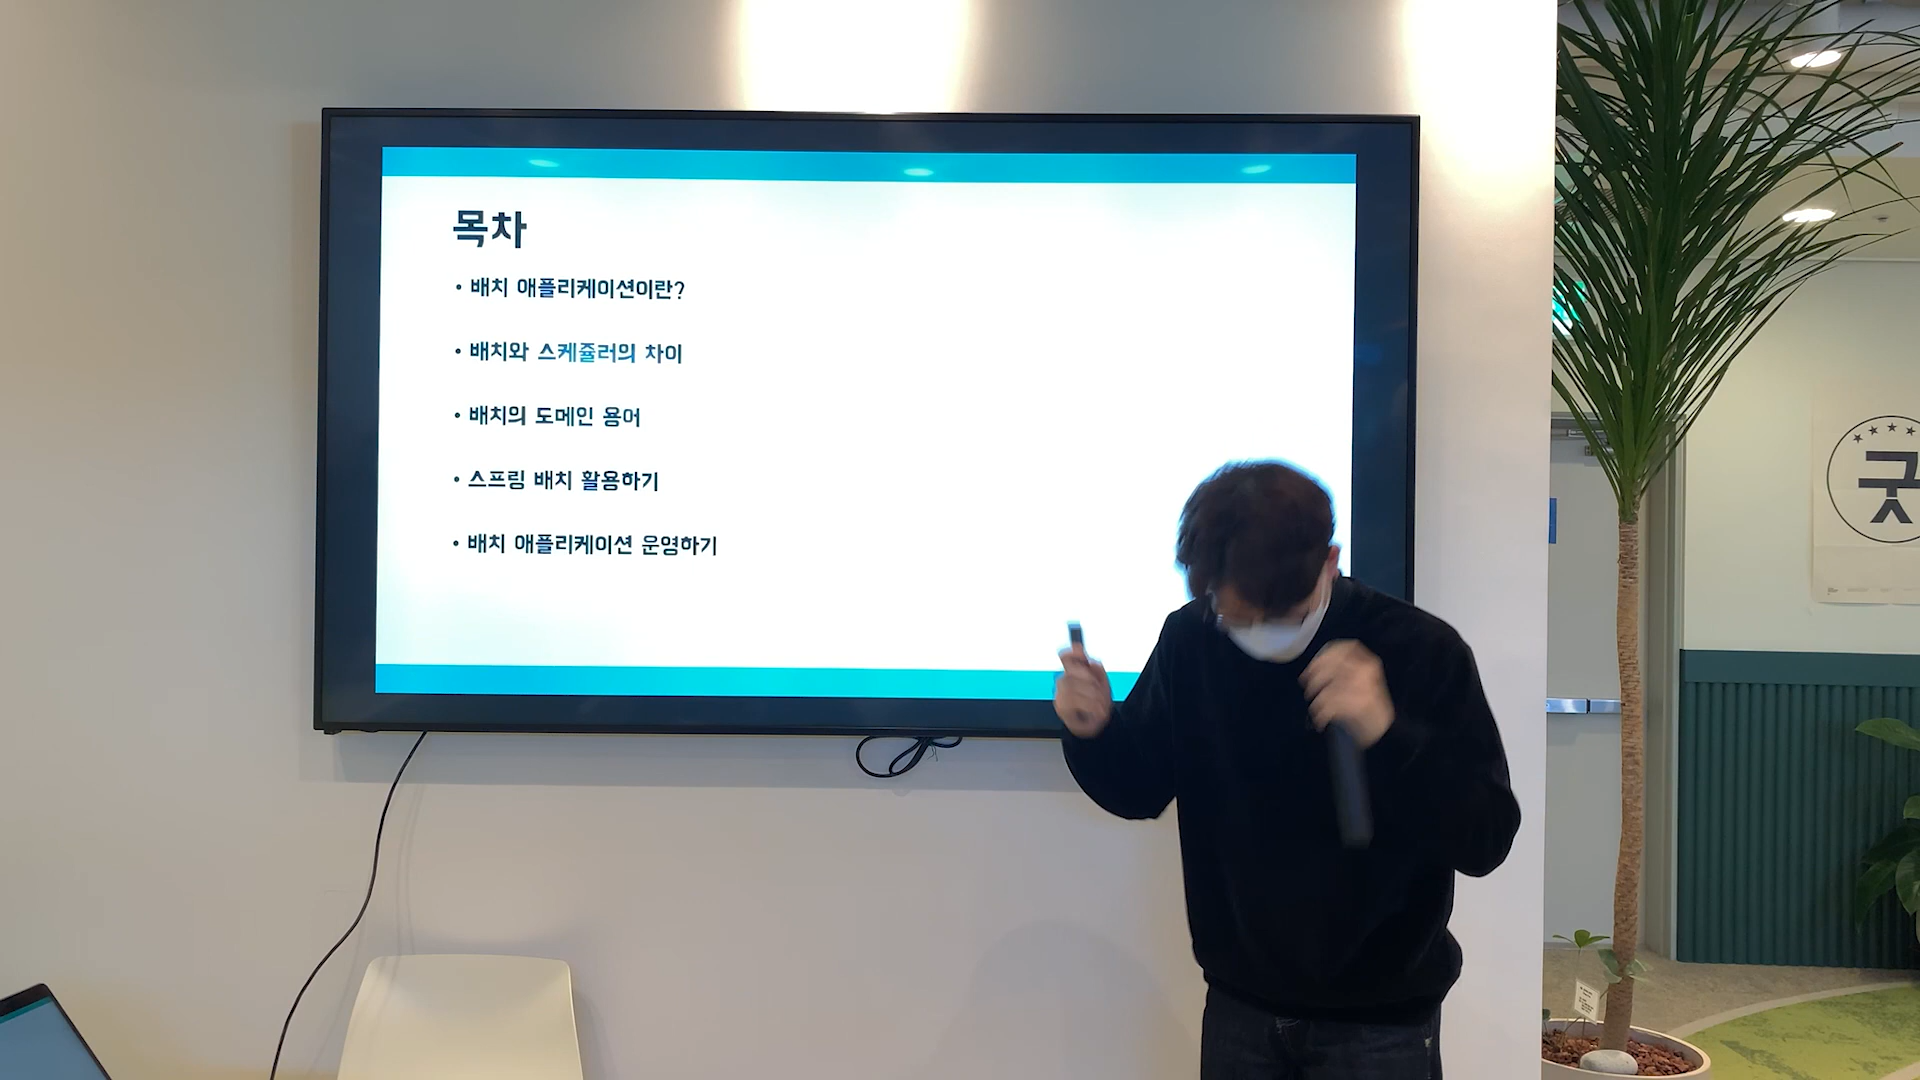 목차
• 배치 애플리케이션이란?
• 배치와 스케쥴러의 차이
• 배치의 도메인 용어
• 스프링 배치 활용하기
• 배치 애플리케이션 운영하기
굿